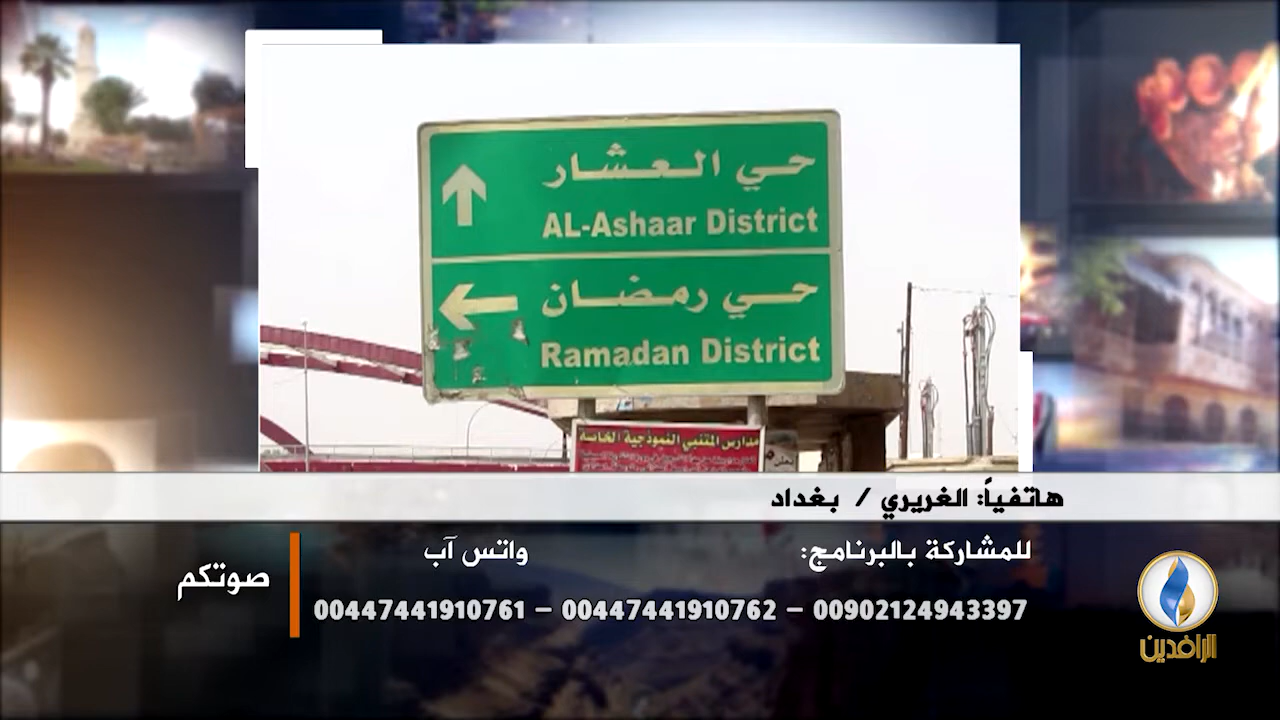 حي العشار
AL-Ashaar District
حي رمضان
Ramadan District
مدارس المتنبي النموذجية الخاصة
هاتفياً: الغريري / بغداد
للمشاركة بالبرنامج:
واتس آب
صوتكم
00447441910761 – 00447441910762 – 00902124943397
الرافدين